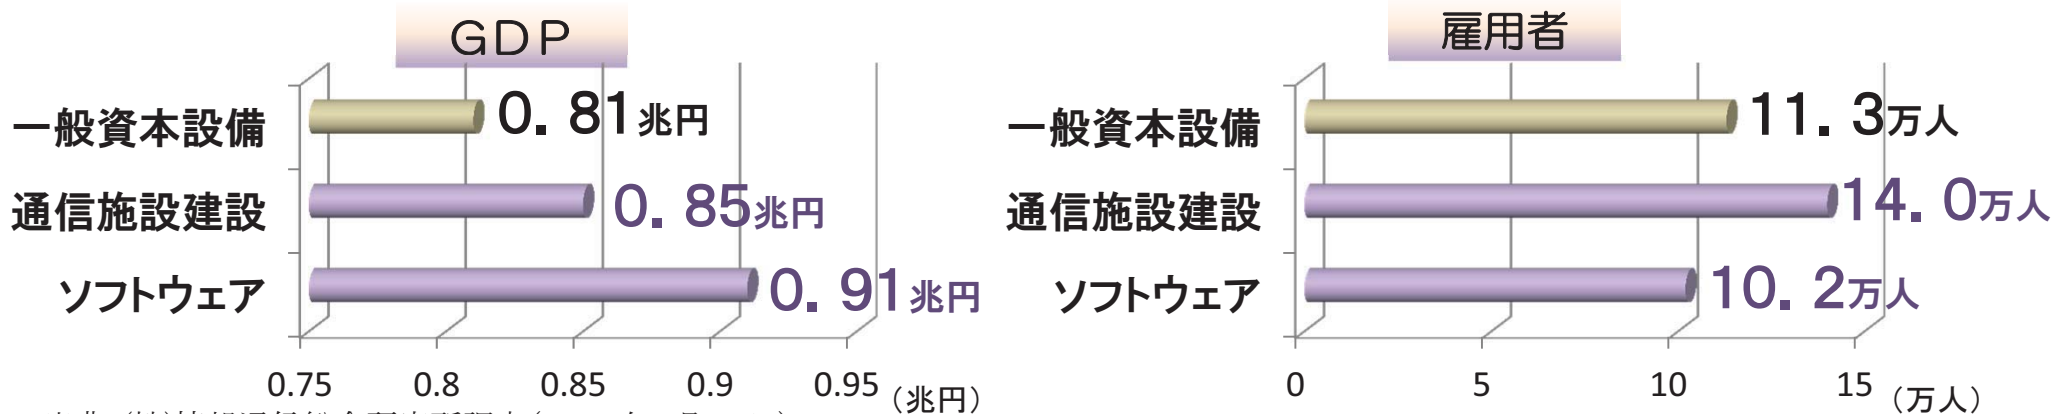 GDP
一般資本設備
0. 81兆円
通信施設建設
0. 85兆円
ソフトウェア
0. 91兆円
0.75 0.8 0.85 0.9 0.95 (兆円)
雇用者
一般資本設備
11. 3万人
通信施設建設
14. 0万人
ソフトウェア
10. 2万人
0 5 10 15 (万人)